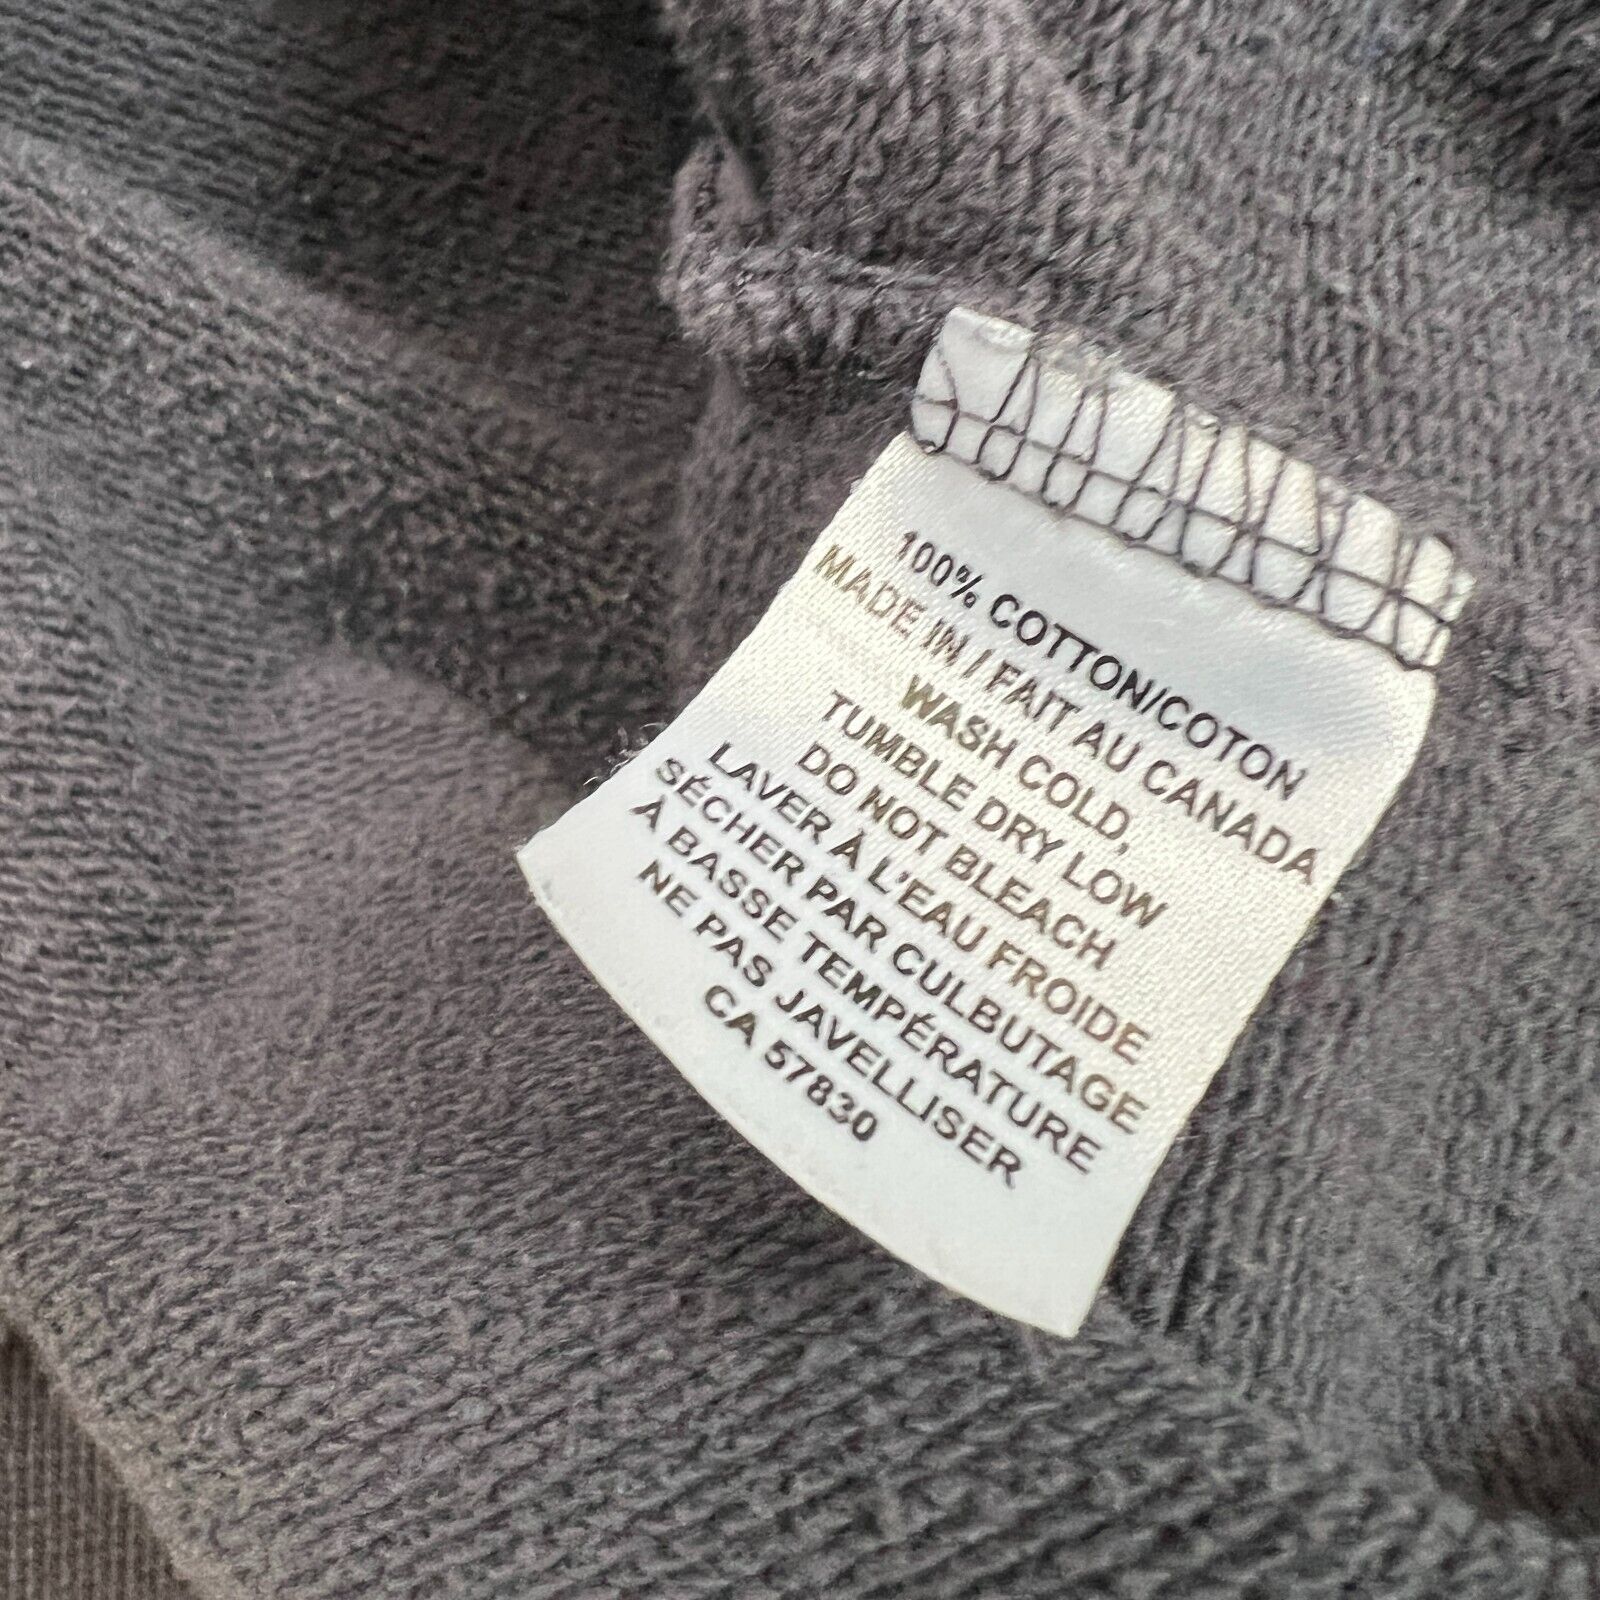 100% COTTON/COTON
MADE IN / FAIT AU CANADA
WASH COLD,
TUMBLE DRY LOW
DO NOT BLEACH
LAVER À L'EAU FROIDE
SÉCHER PAR CULBUTAGE
À BASSE TEMPÉRATURE
NE PAS JAVELLISER
CA 57830